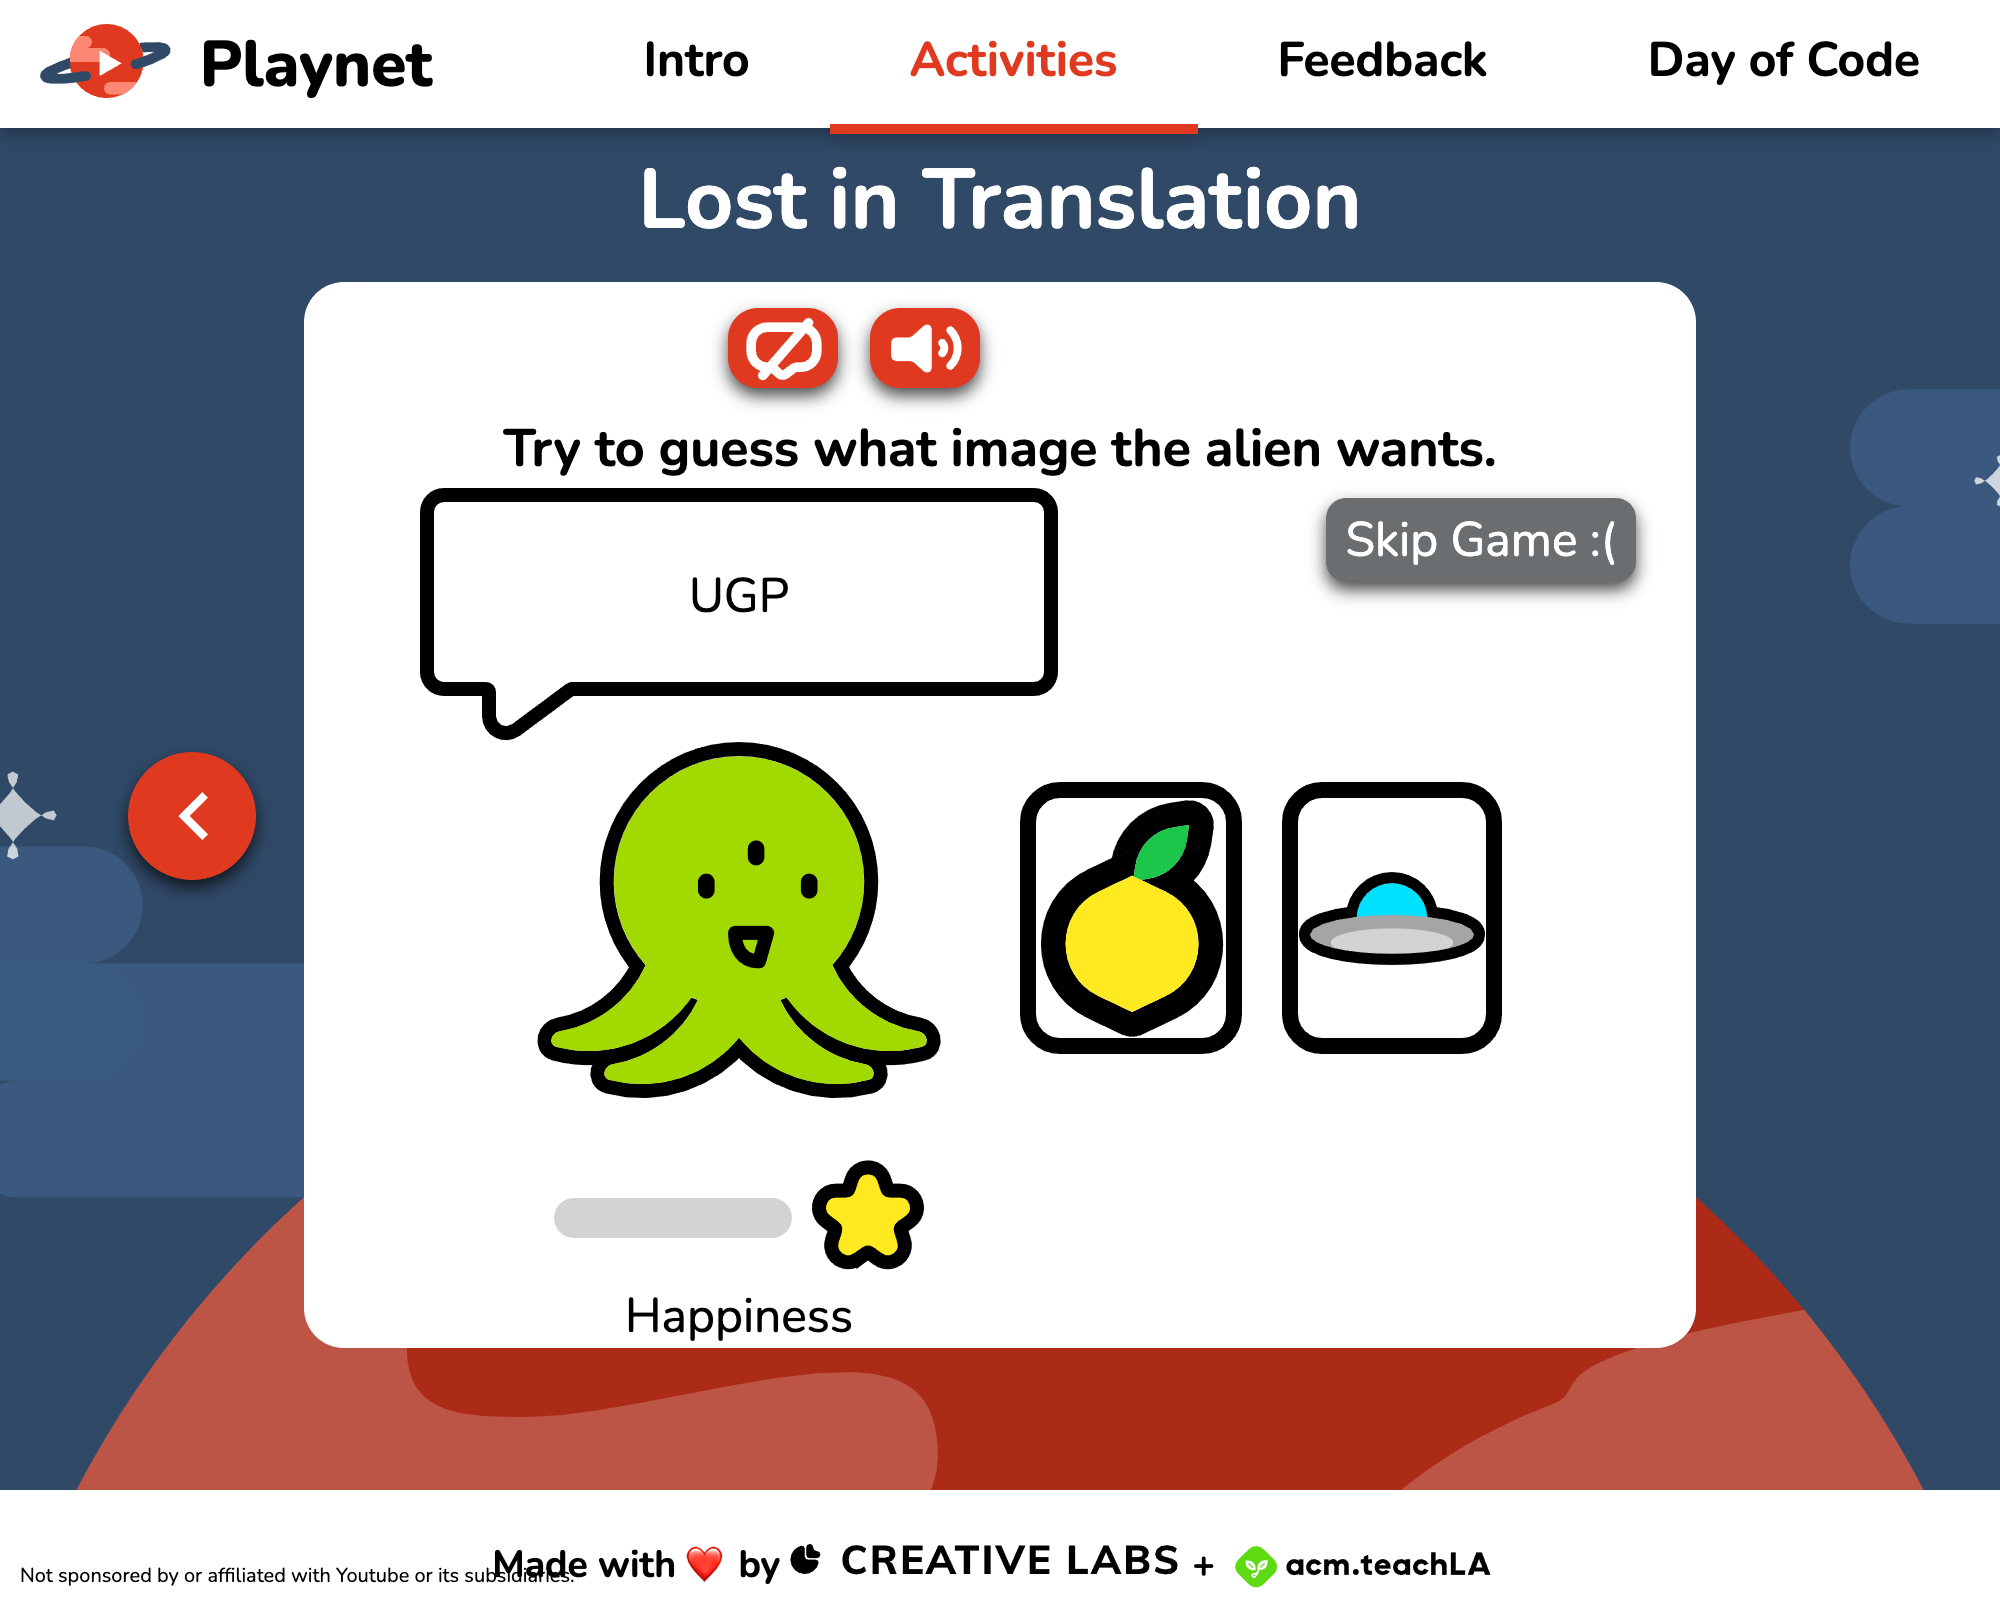 Playnet
Intro
Activities
Feedback
Day of Code
Lost in Translation
Try to guess what image the alien wants.
UGP
Skip Game :(
Happiness
Not sponsored by or affiliated with Youtube or its subsidiaries.
Made with ❤️ by CREATIVE LABS + acm.teachLA